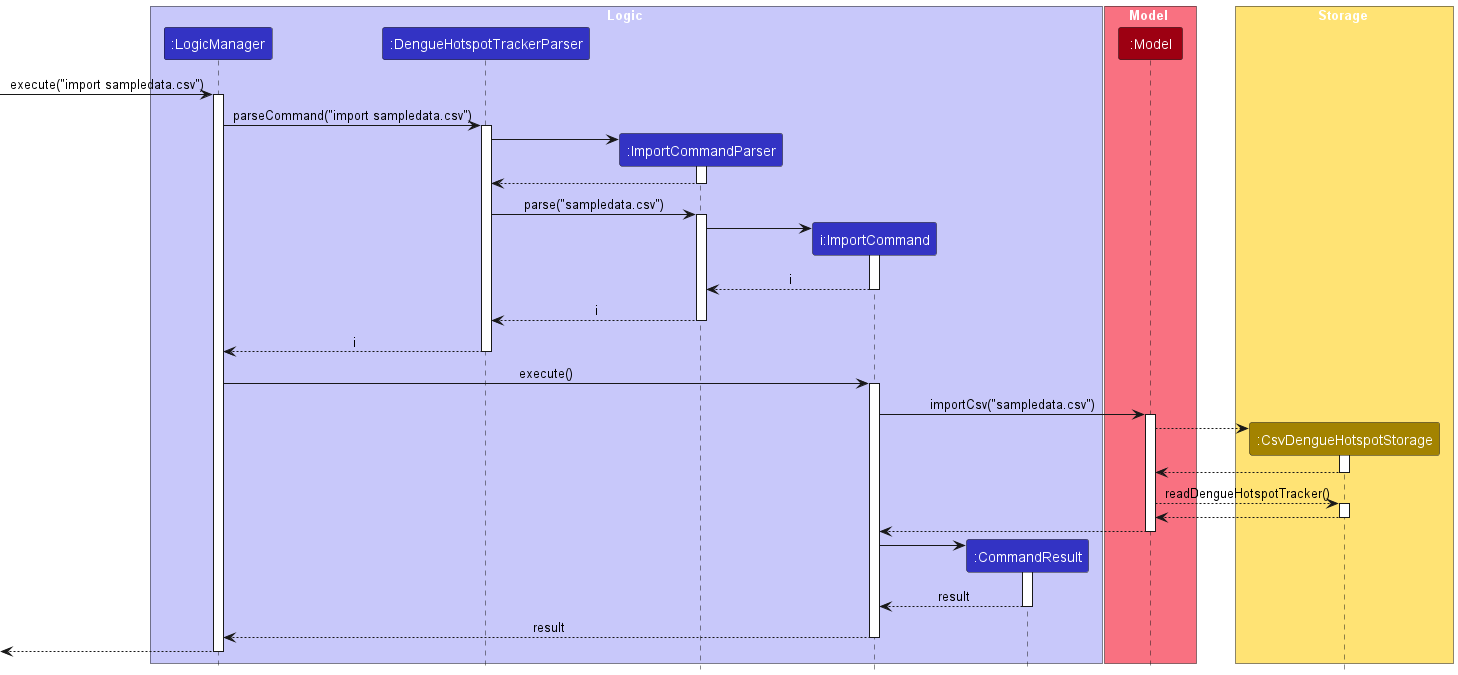 Logic
Model
Storage
:LogicManager
:DengueHotspotTrackerParser
:Model
execute("import sampledata.csv")
parseCommand("import sampledata.csv")
:ImportCommandParser
parse("sampledata.csv")
i:ImportCommand
i
i
i
execute()
importCsv("sampledata.csv")
:CsvDengueHotspotStorage
readDengueHotspotTracker()
:CommandResult
result
result